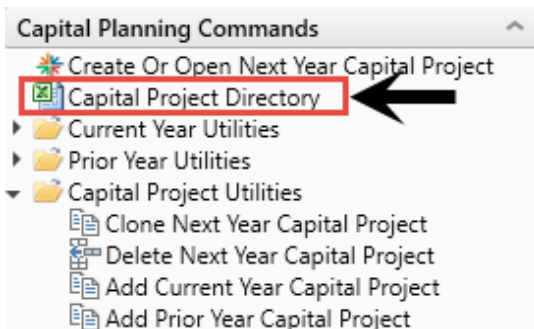 Capital Planning Commands
Create Or Open Next Year Capital Project
Capital Project Directory
Current Year Utilities
Prior Year Utilities
Capital Project Utilities
Clone Next Year Capital Project
Delete Next Year Capital Project
Add Current Year Capital Project
Add Prior Year Capital Project